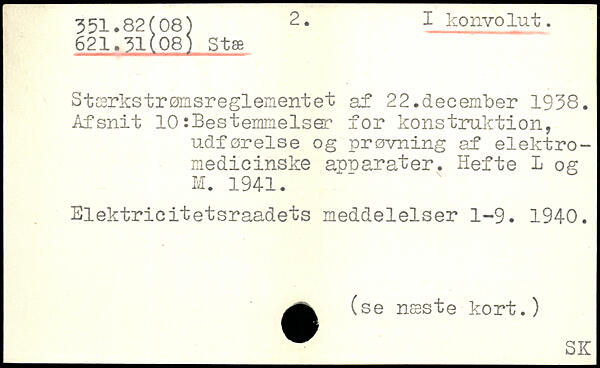 351.82(08) 2. I konvolut.
621.31(08) Stæ
Stærkstrømsreglementet af 22.december 1938.
Afsnit 10:Bestemmelser for konstruktion,
udførelse og prøvning af elektro-
medicinske apparater. Hefte L og
M. 1941.
Elektricitetsraadets meddelelser 1-9. 1940.
(se næste kort.)
SK